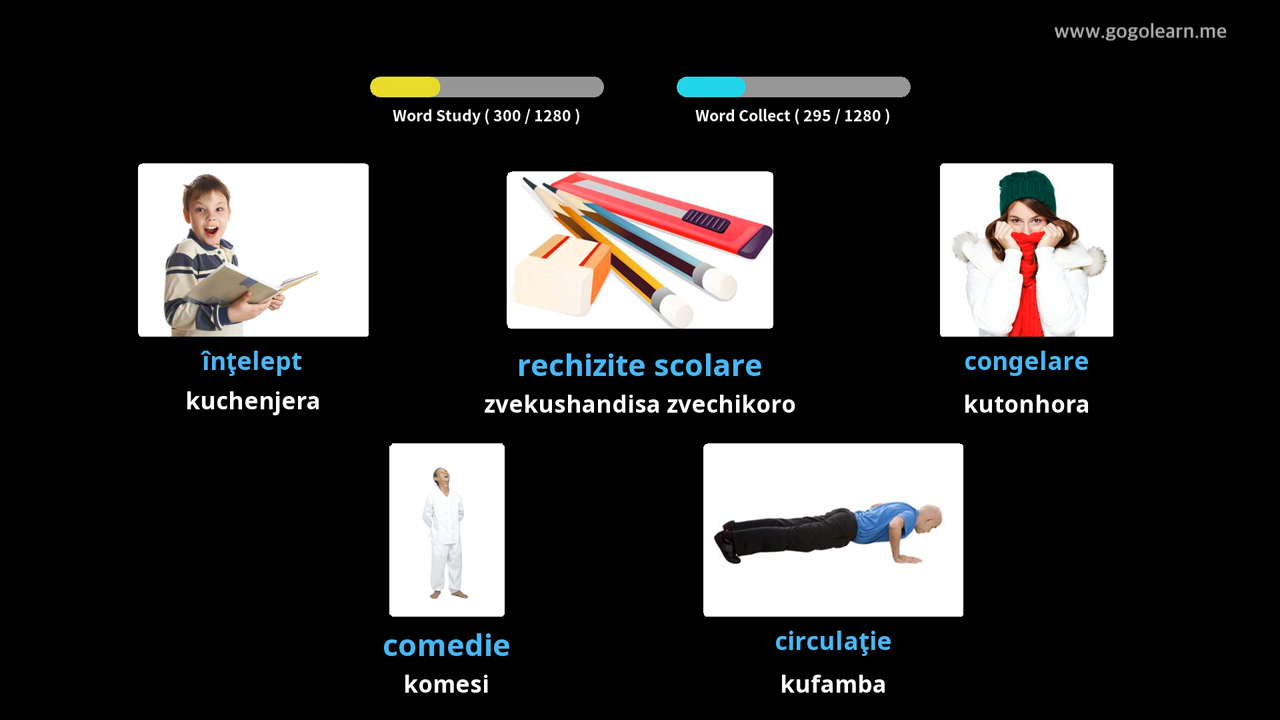 www.gogolearn.me
Word Study ( 300 / 1280 )
Word Collect ( 295 / 1280 )
înţelept
rechizite scolare
congelare
kuchenjera
zvekushandisa zvechikoro
kutonhora
comedie
circulaţie
komesi
kufamba